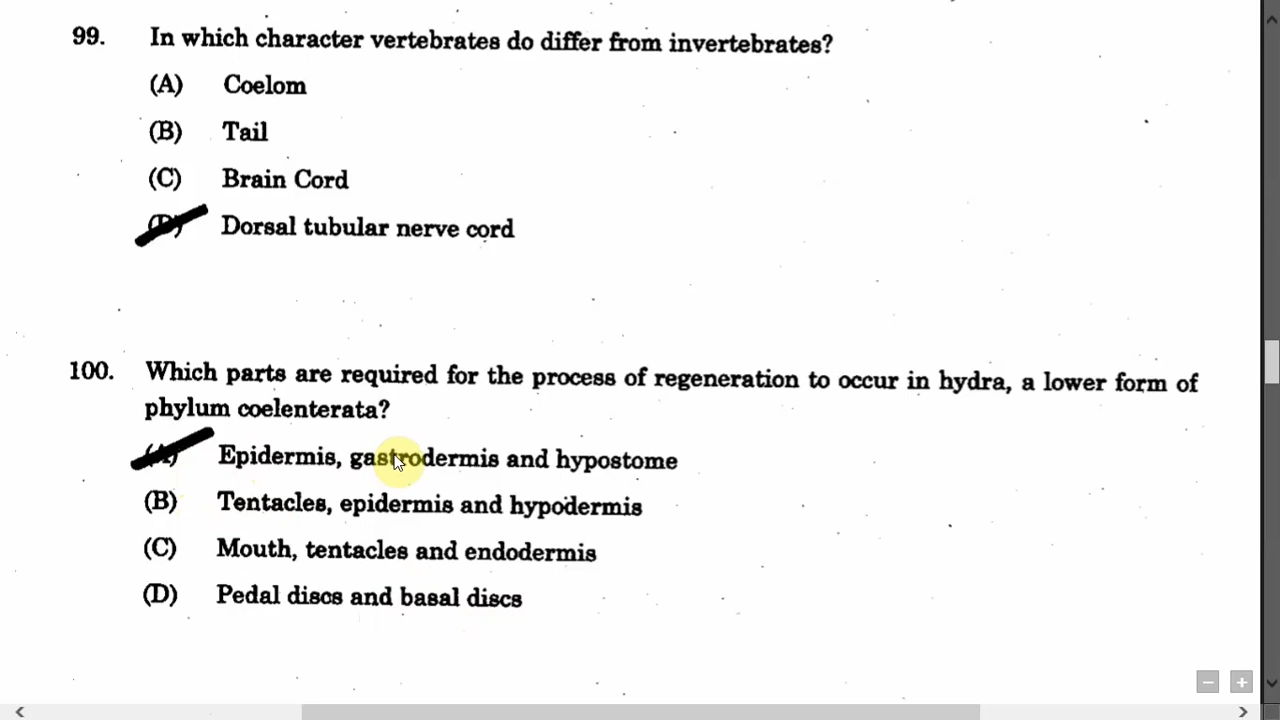 99. In which character vertebrates do differ from invertebrates?
(A) Coelom
(B) Tail
(C) Brain Cord
(D) Dorsal tubular nerve cord
100. Which parts are required for the process of regeneration to occur in hydra, a lower form of
phylum coelenterata?
(A) Epidermis, gastrodermis and hypostome
(B) Tentacles, epidermis and hypodermis
(C) Mouth, tentacles and endodermis
(D) Pedal discs and basal discs